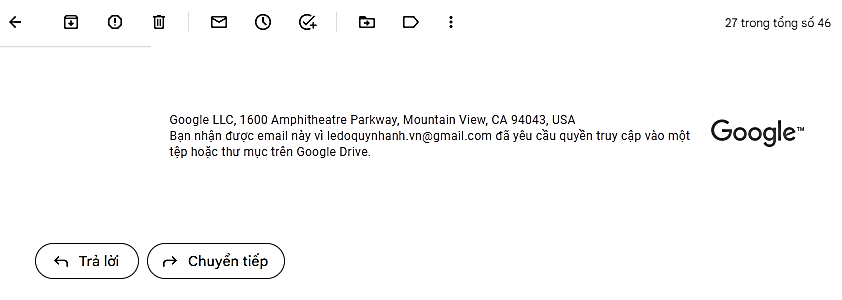 27 trong tổng số 46
Google LLC, 1600 Amphitheatre Parkway, Mountain View, CA 94043, USA
Bạn nhận được email này vì ledoquynhanh.vn@gmail.com đã yêu cầu quyền truy cập vào một
tệp hoặc thư mục trên Google Drive.
Google™
Trả lời
Chuyển tiếp